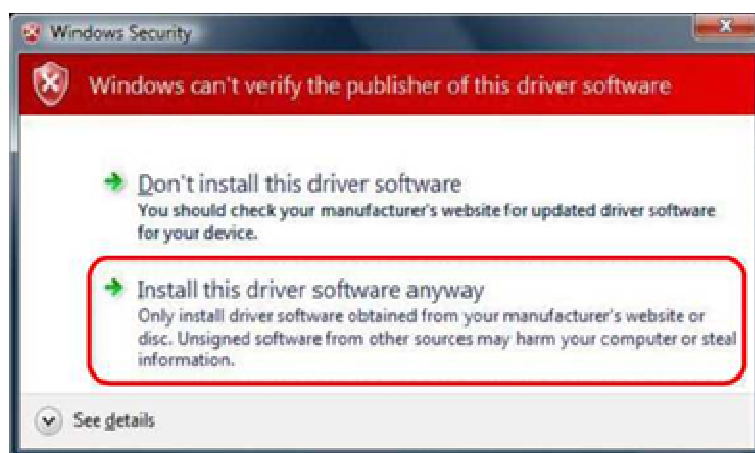 Windows Security
Windows can't verify the publisher of this driver software
Don't install this driver software
You should check your manufacturer's website for updated driver software
for your device.
Install this driver software anyway
Only install driver software obtained from your manufacturer's website or
disc. Unsigned software from other sources may harm your computer or steal
information.
See details